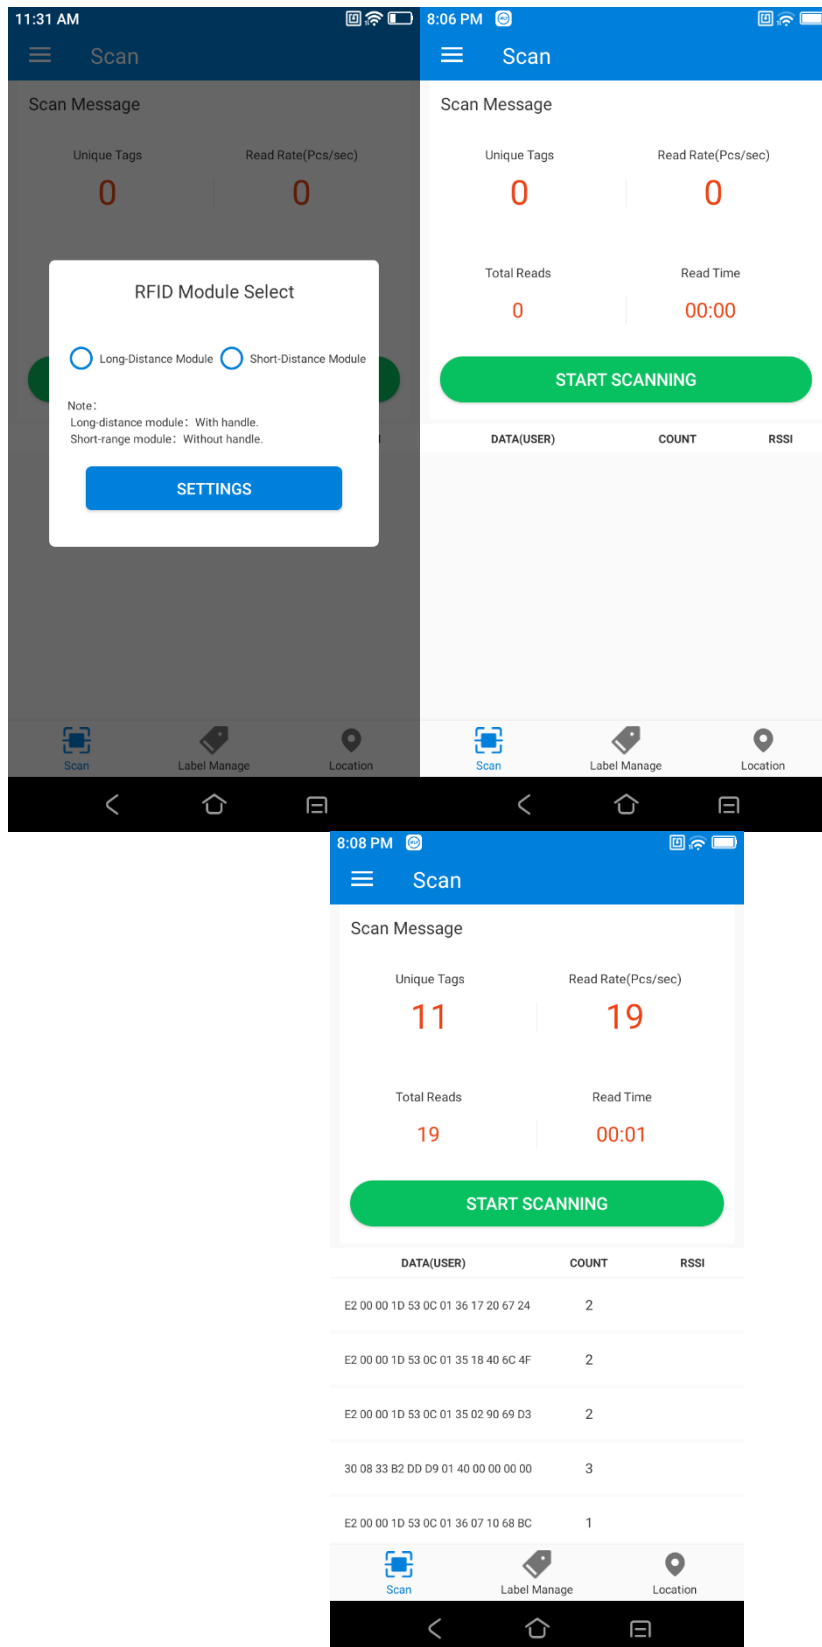 11:31 AM
Scan
Scan Message
Unique Tags Read Rate(Pcs/sec)
0 0
RFID Module Select
Long-Distance Module Short-Distance Module
Note：
Long-distance module：With handle.
Short-range module：Without handle.
SETTINGS
Scan Label Manage Location
8:06 PM
Scan
Scan Message
Unique Tags Read Rate(Pcs/sec)
0 0
Total Reads Read Time
0 00:00
START SCANNING
DATA(USER) COUNT RSSI
Scan Label Manage Location
8:08 PM
Scan
Scan Message
Unique Tags Read Rate(Pcs/sec)
11 19
Total Reads Read Time
19 00:01
START SCANNING
DATA(USER) COUNT RSSI
E2 00 00 1D 53 0C 01 36 17 20 67 24 2
E2 00 00 1D 53 0C 01 35 18 40 6C 4F 2
E2 00 00 1D 53 0C 01 35 02 90 69 D3 2
30 08 33 B2 DD D9 01 40 00 00 00 00 3
E2 00 00 1D 53 0C 01 36 07 10 68 BC 1
Scan Label Manage Location